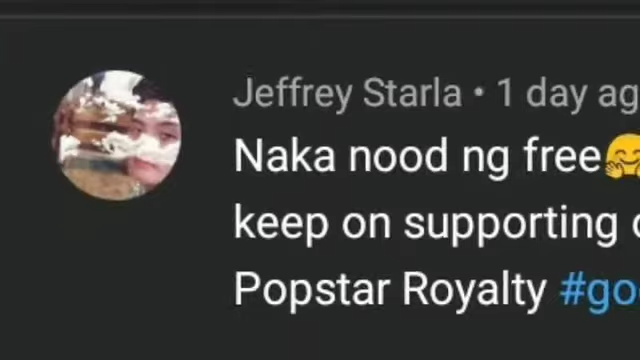 Jeffrey Starla • 1 day ag
Naka nood ng free🤗
keep on supporting
Popstar Royalty #go